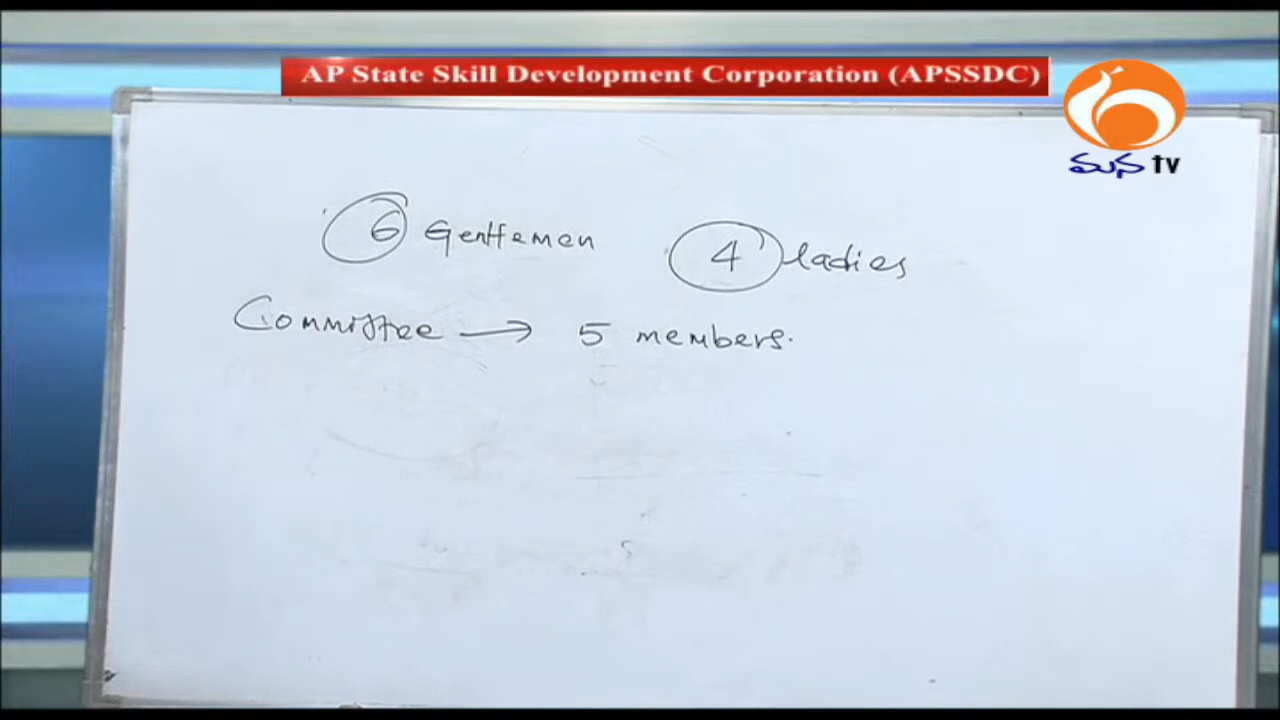 AP State Skill Development Corporation (APSSDC)
మన tv
6 Gentlemen 4 ladies
Committee → 5 members.